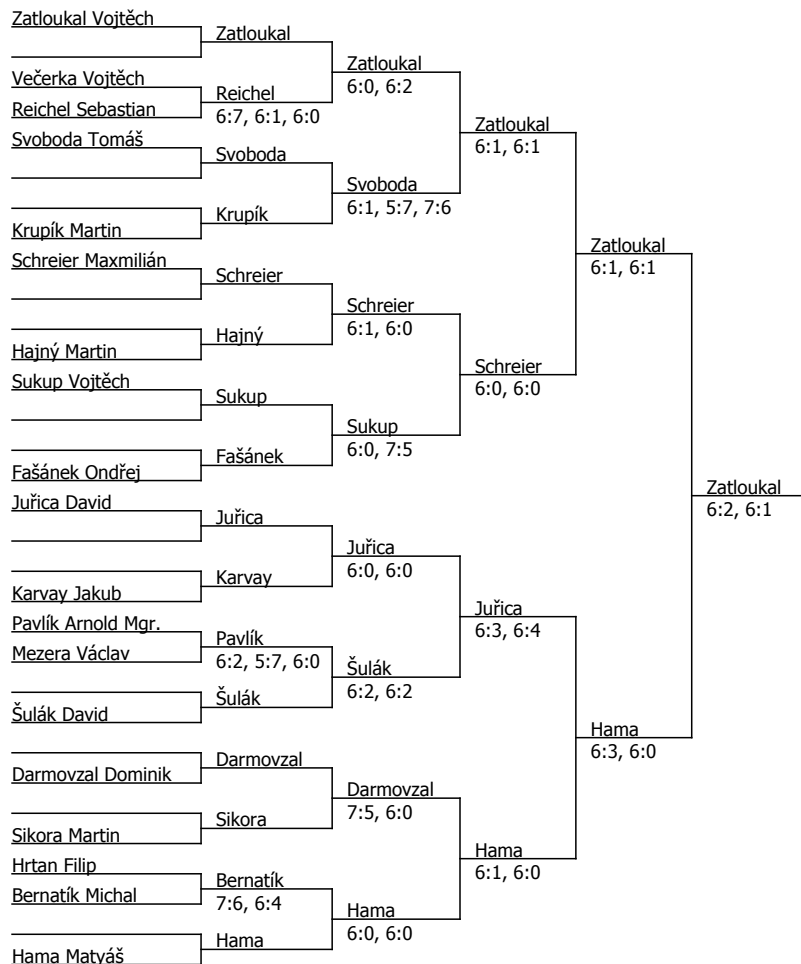 Zatloukal Vojtěch
Zatloukal
Zatloukal
6:0, 6:2
Večerka Vojtěch
Reichel
6:7, 6:1, 6:0
Reichel Sebastian
Zatloukal
6:1, 6:1
Svoboda Tomáš
Svoboda
Svoboda
6:1, 5:7, 7:6
Krupík
Krupík Martin
Zatloukal
6:1, 6:1
Schreier Maxmilián
Schreier
Schreier
6:1, 6:0
Hajný
Hajný Martin
Schreier
6:0, 6:0
Sukup Vojtěch
Sukup
Sukup
6:0, 7:5
Fašánek
Fašánek Ondřej
Zatloukal
6:2, 6:1
Juřica David
Juřica
Juřica
6:0, 6:0
Karvay
Karvay Jakub
Juřica
6:3, 6:4
Pavlík Arnold Mgr.
Pavlík
6:2, 5:7, 6:0
Mezera Václav
Šulák
6:2, 6:2
Šulák
Šulák David
Hama
6:3, 6:0
Darmovzal
Darmovzal Dominik
Darmovzal
7:5, 6:0
Sikora
Sikora Martin
Hama
6:1, 6:0
Hrtan Filip
Bernatík
7:6, 6:4
Bernatík Michal
Hama
6:0, 6:0
Hama
Hama Matyáš